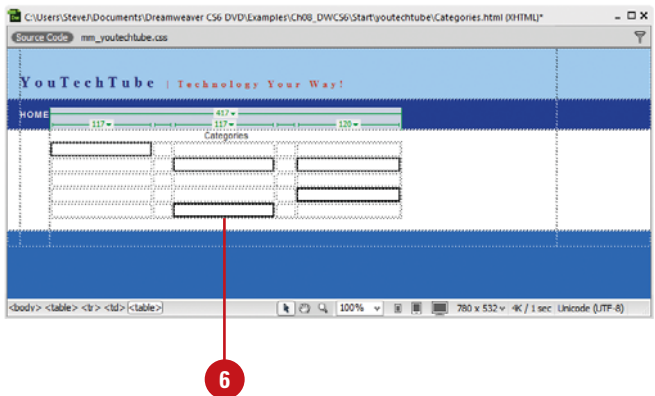 C:\Users\SteveJ\Documents\Dreamweaver CS6 DVD\Examples\Ch08_DWCS6\Start\youtechtube\Categories.html (XHTML)*
Source Code mm_youtechtube.css
YouTechTube | Technology Your Way!
HOME
417
117 117 120
Categories
<body> <table> <tr> <td> <table> 100% 780 x 532 4K / 1 sec Unicode (UTF-8)
6